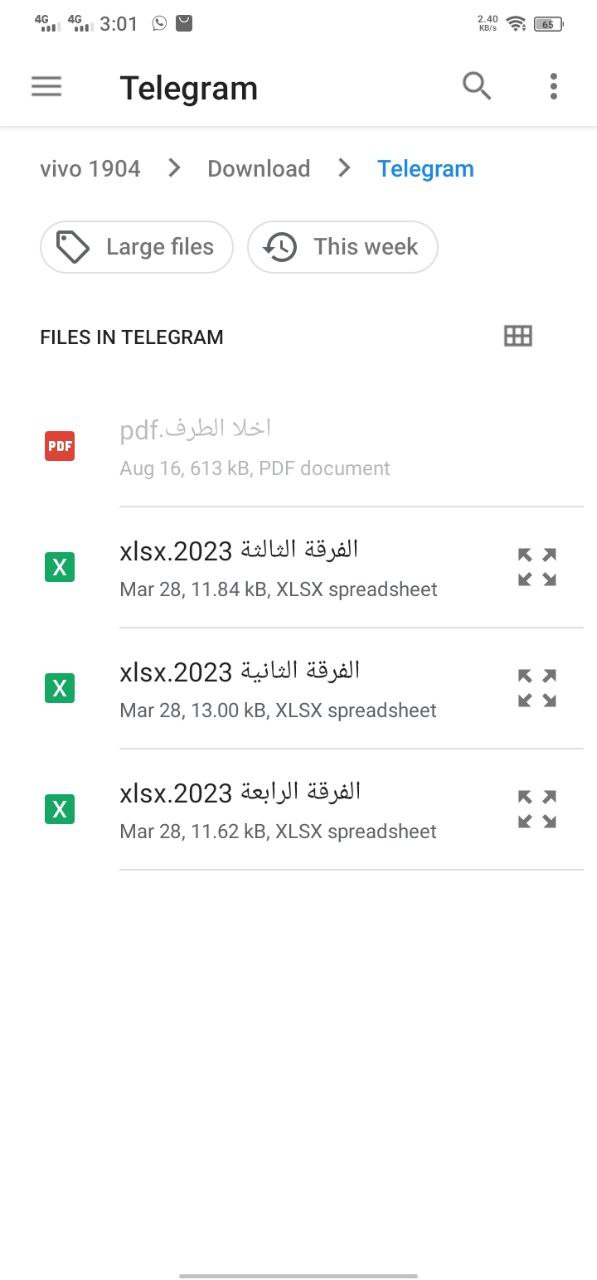 4G 4G 3:01 2.40 KB/s 65
Telegram
vivo 1904 > Download > Telegram
Large files This week
FILES IN TELEGRAM
PDF
اخلا الطرف.pdf
Aug 16, 613 kB, PDF document
X
الفرقة الثالثة 2023.xlsx
Mar 28, 11.84 kB, XLSX spreadsheet
X
الفرقة الثانية 2023.xlsx
Mar 28, 13.00 kB, XLSX spreadsheet
X
الفرقة الرابعة 2023.xlsx
Mar 28, 11.62 kB, XLSX spreadsheet